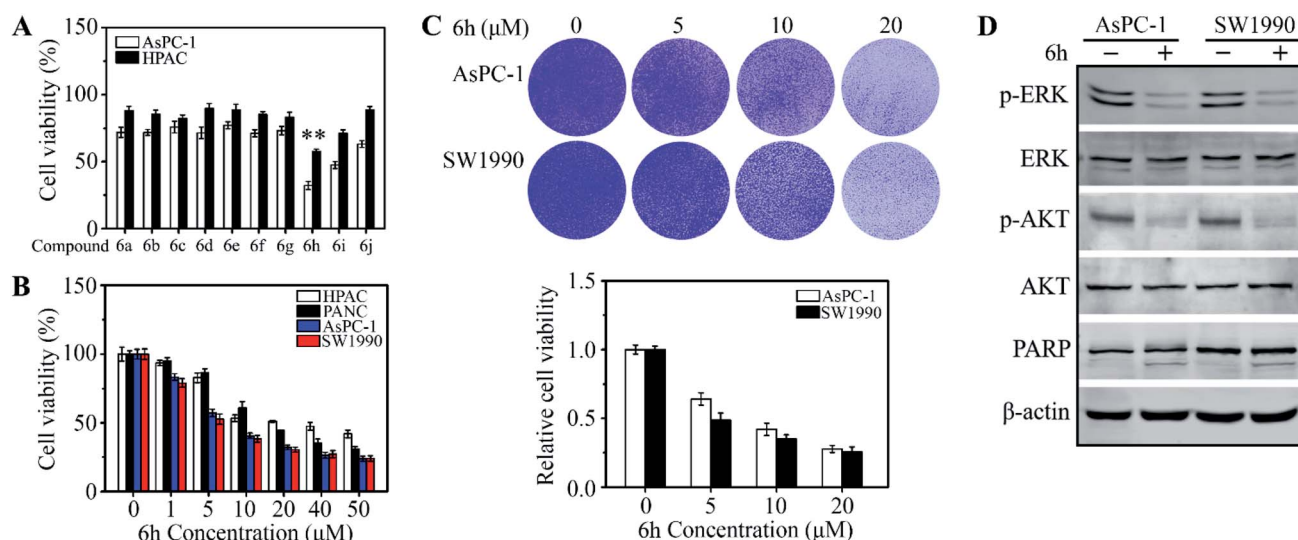 A
Cell viability (%)
150
100
50
0
AsPC-1
HPAC
**
Compound 6a 6b 6c 6d 6e 6f 6g 6h 6i 6j
B
Cell viability (%)
150
100
50
0
HPAC
PANC
AsPC-1
SW1990
0 1 5 10 20 40 50
6h Concentration (μM)
C
6h (μM) 0 5 10 20
AsPC-1
SW1990
Relative cell viability
1.5
1.0
0.5
0.0
AsPC-1
SW1990
0 5 10 20
6h Concentration (μM)
D
AsPC-1 SW1990
6h − + − +
p-ERK
ERK
p-AKT
AKT
PARP
β-actin